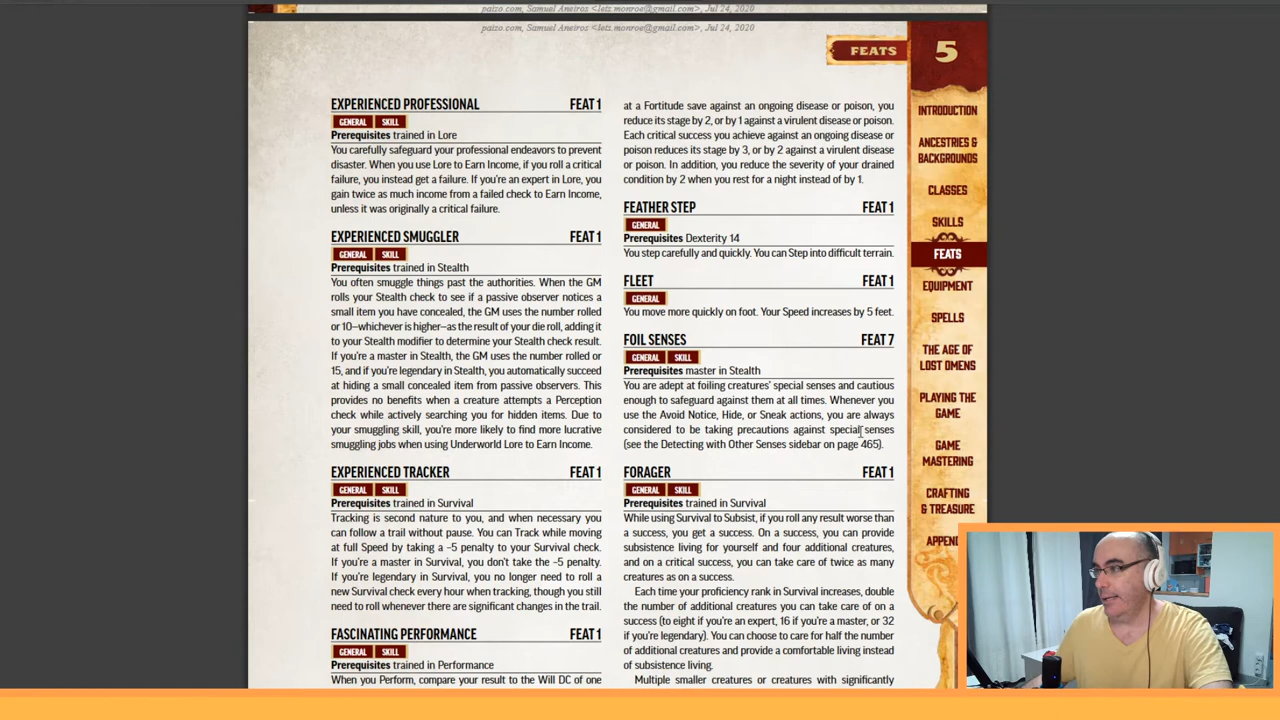 paizo.com, Samuel Aneiros <letz.monroe@gmail.com>, Jul 24, 2020
paizo.com, Samuel Aneiros <letz.monroe@gmail.com>, Jul 24, 2020
FEATS
5
EXPERIENCED PROFESSIONAL FEAT 1
GENERAL SKILL
Prerequisites trained in Lore
You carefully safeguard your professional endeavors to prevent
disaster. When you use Lore to Earn Income, if you roll a critical
failure, you instead get a failure. If you're an expert in Lore, you
gain twice as much income from a failed check to Earn Income,
unless it was originally a critical failure.
EXPERIENCED SMUGGLER FEAT 1
GENERAL SKILL
Prerequisites trained in Stealth
You often smuggle things past the authorities. When the GM
rolls your Stealth check to see if a passive observer notices a
small item you have concealed, the GM uses the number rolled
or 10—whichever is higher—as the result of your die roll, adding it
to your Stealth modifier to determine your Stealth check result.
If you're a master in Stealth, the GM uses the number rolled or
15, and if you're legendary in Stealth, you automatically succeed
at hiding a small concealed item from passive observers. This
provides no benefits when a creature attempts a Perception
check while actively searching you for hidden items. Due to
your smuggling skill, you're more likely to find more lucrative
smuggling jobs when using Underworld Lore to Earn Income.
EXPERIENCED TRACKER FEAT 1
GENERAL SKILL
Prerequisites trained in Survival
Tracking is second nature to you, and when necessary you
can follow a trail without pause. You can Track while moving
at full Speed by taking a –5 penalty to your Survival check.
If you're a master in Survival, you don't take the –5 penalty.
If you're legendary in Survival, you no longer need to roll a
new Survival check every hour when tracking, though you still
need to roll whenever there are significant changes in the trail.
FASCINATING PERFORMANCE FEAT 1
GENERAL SKILL
Prerequisites trained in Performance
When you Perform, compare your result to the Will DC of one
at a Fortitude save against an ongoing disease or poison, you
reduce its stage by 2, or by 1 against a virulent disease or poison.
Each critical success you achieve against an ongoing disease or
poison reduces its stage by 3, or by 2 against a virulent disease
or poison. In addition, you reduce the severity of your drained
condition by 2 when you rest for a night instead of by 1.
FEATHER STEP FEAT 1
GENERAL
Prerequisites Dexterity 14
You step carefully and quickly. You can Step into difficult terrain.
FLEET FEAT 1
GENERAL
You move more quickly on foot. Your Speed increases by 5 feet.
FOIL SENSES FEAT 7
GENERAL SKILL
Prerequisites master in Stealth
You are adept at foiling creatures' special senses and cautious
enough to safeguard against them at all times. Whenever you
use the Avoid Notice, Hide, or Sneak actions, you are always
considered to be taking precautions against special senses
(see the Detecting with Other Senses sidebar on page 465).
FORAGER FEAT 1
GENERAL SKILL
Prerequisites trained in Survival
While using Survival to Subsist, if you roll any result worse than
a success, you get a success. On a success, you can provide
subsistence living for yourself and four additional creatures,
and on a critical success, you can take care of twice as many
creatures as on a success.
Each time your proficiency rank in Survival increases, double
the number of additional creatures you can take care of on a
success (to eight if you're an expert, 16 if you're a master, or 32
if you're legendary). You can choose to care for half the number
of additional creatures and provide a comfortable living instead
of subsistence living.
Multiple smaller creatures or creatures with significantly
INTRODUCTION
ANCESTRIES &
BACKGROUNDS
CLASSES
SKILLS
FEATS
EQUIPMENT
SPELLS
THE AGE OF
LOST OMENS
PLAYING THE
GAME
GAME
MASTERING
CRAFTING
& TREASURE
APPEN